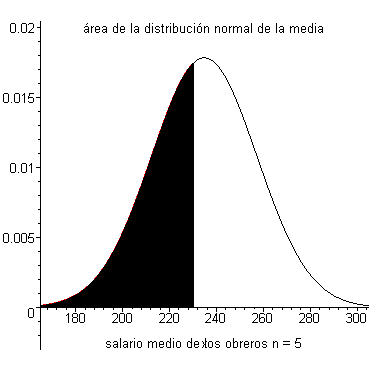 área de la distribución normal de la media
0.02
0.015
0.01
0.005
0
180 200 220 240 260 280 300
salario medio de los obreros n = 5
x